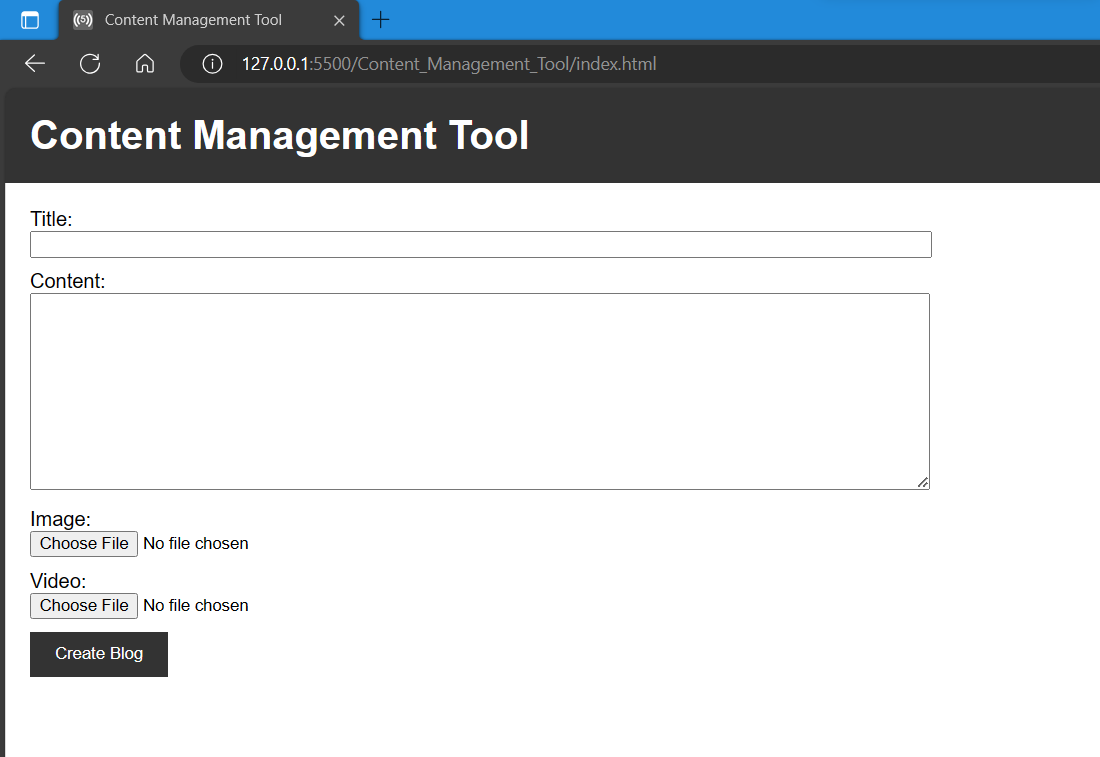 ((5)) Content Management Tool
127.0.0.1:5500/Content_Management_Tool/index.html
Content Management Tool
Title:
Content:
Image:
Choose File No file chosen
Video:
Choose File No file chosen
Create Blog